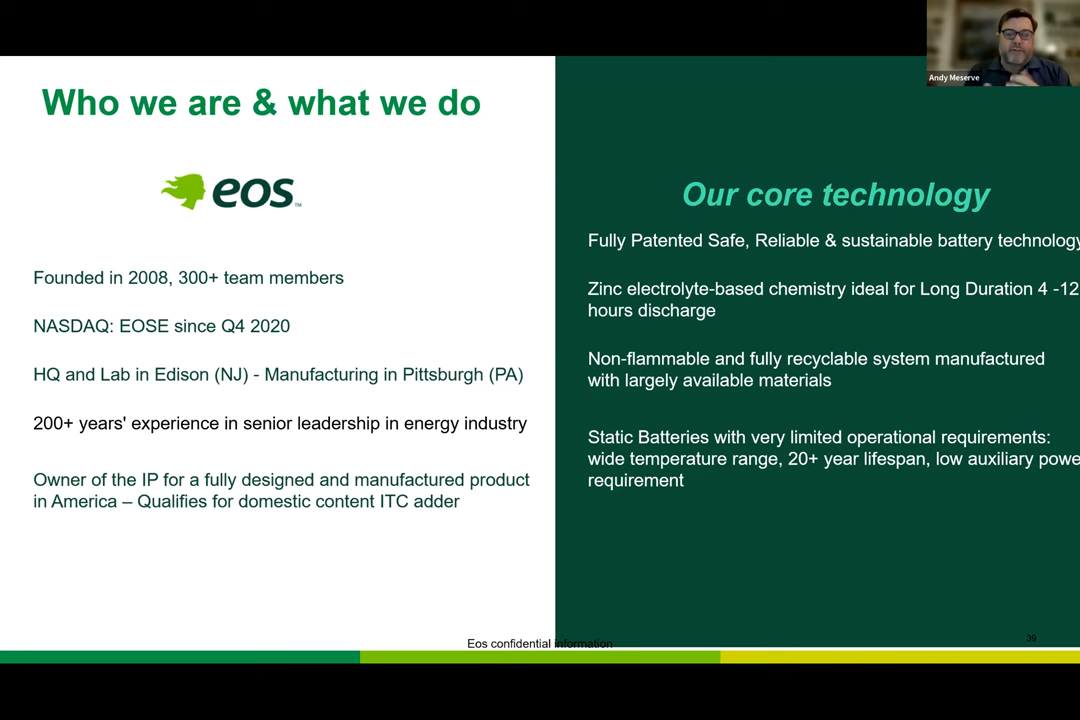 Andy Meserve
Who we are & what we do
eos™
Founded in 2008, 300+ team members
NASDAQ: EOSE since Q4 2020
HQ and Lab in Edison (NJ) - Manufacturing in Pittsburgh (PA)
200+ years' experience in senior leadership in energy industry
Owner of the IP for a fully designed and manufactured product
in America – Qualifies for domestic content ITC adder
Our core technology
Fully Patented Safe, Reliable & sustainable battery technology
Zinc electrolyte-based chemistry ideal for Long Duration 4 -12
hours discharge
Non-flammable and fully recyclable system manufactured
with largely available materials
Static Batteries with very limited operational requirements:
wide temperature range, 20+ year lifespan, low auxiliary powe
requirement
Eos confidential information
39